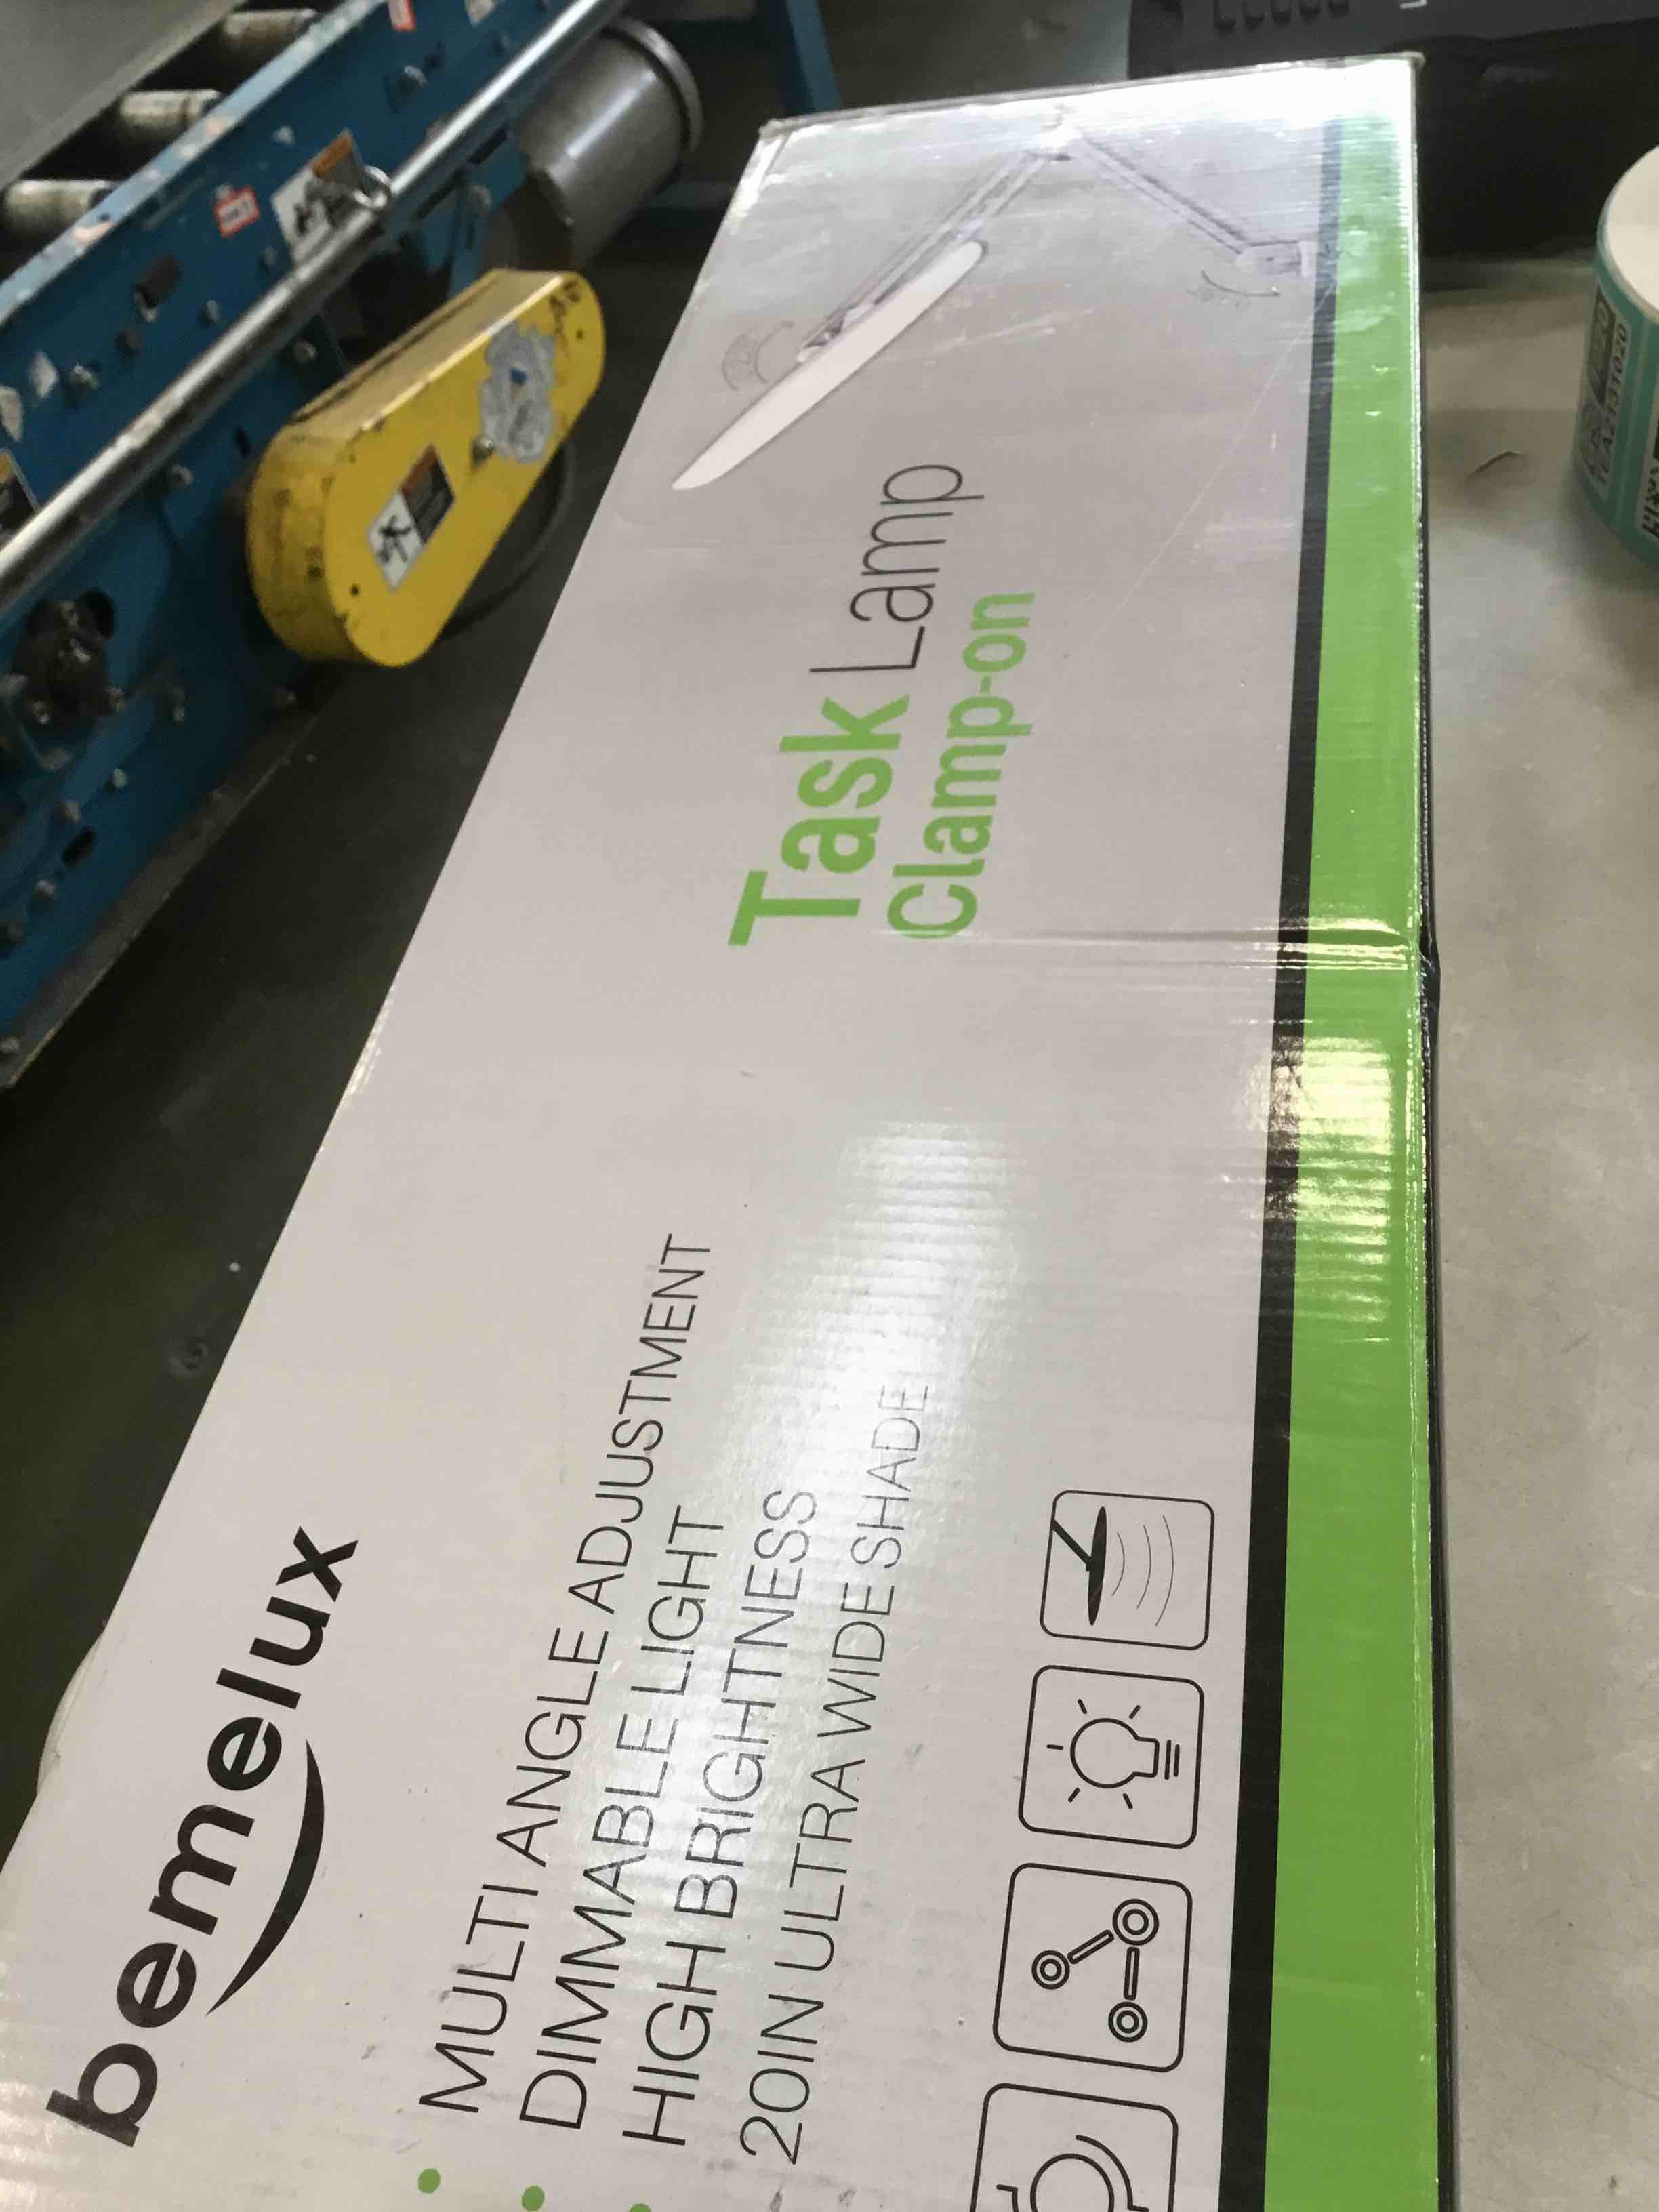 bemelux
MULTI ANGLE ADJUSTMENT
DIMMABLE LIGHT
HIGH BRIGHTNESS
20IN ULTRA WIDE SHADE
Task Lamp
Clamp-on